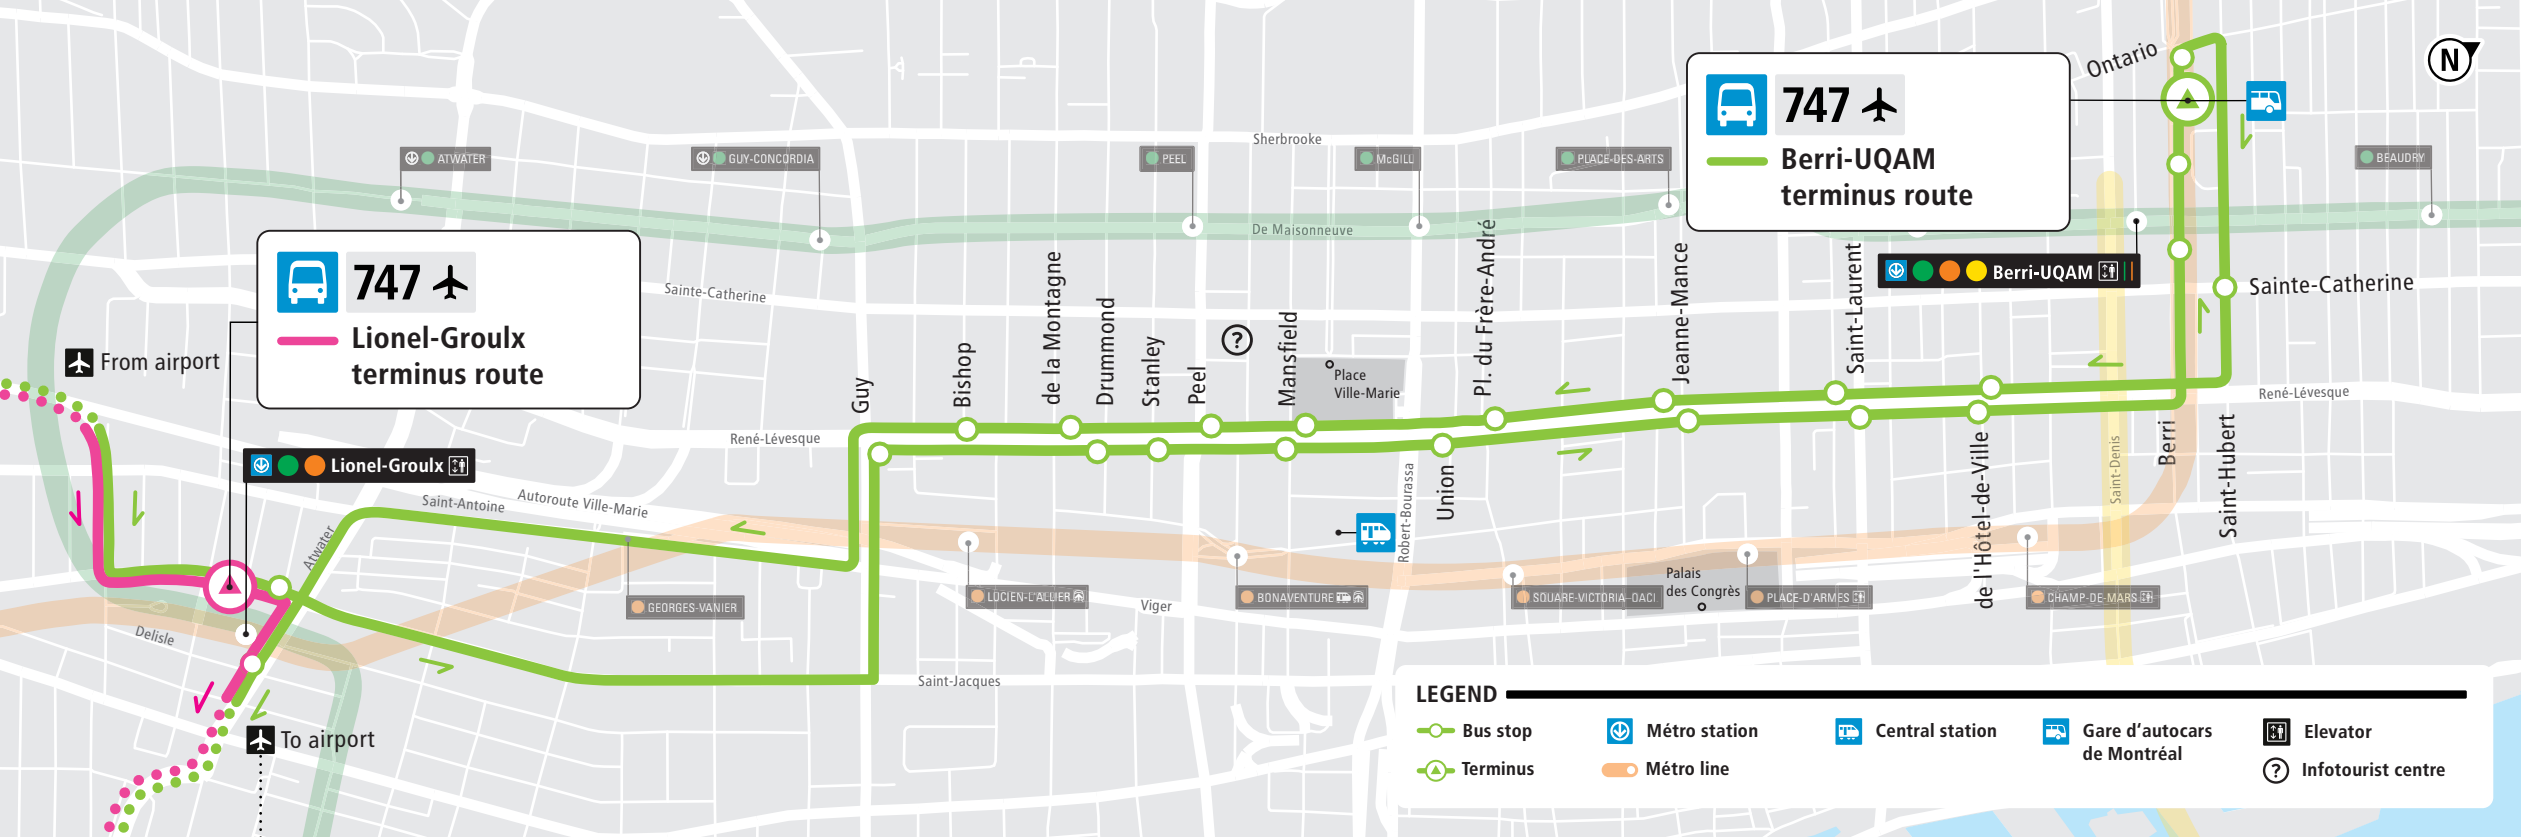 Ontario
N
747
Berri-UQAM
terminus route
Sherbrooke
ATWATER
GUY-CONCORDIA
PEEL
McGILL
PLACE-DES-ARTS
BEAUDRY
De Maisonneuve
747
Lionel-Groulx
terminus route
Sainte-Catherine
Berri-UQAM
Sainte-Catherine
From airport
Guy
Bishop
de la Montagne
Drummond
Stanley
Peel
?
Mansfield
Place
Ville-Marie
Pl. du Frère-André
Jeanne-Mance
Saint-Laurent
René-Lévesque
René-Lévesque
Lionel-Groulx
Saint-Antoine
Autoroute Ville-Marie
Atwater
Robert-Bourassa
Union
de l'Hôtel-de-Ville
Saint-Denis
Berri
Saint-Hubert
GEORGES-VANIER
LUCIEN-L'ALLIER
BONAVENTURE
SQUARE-VICTORIA–OACI
Palais
des Congrès
PLACE-D'ARMES
CHAMP-DE-MARS
Viger
Delisle
Saint-Jacques
To airport
LEGEND
Bus stop
Métro station
Central station
Gare d'autocars
de Montréal
Elevator
Terminus
Métro line
? Infotourist centre